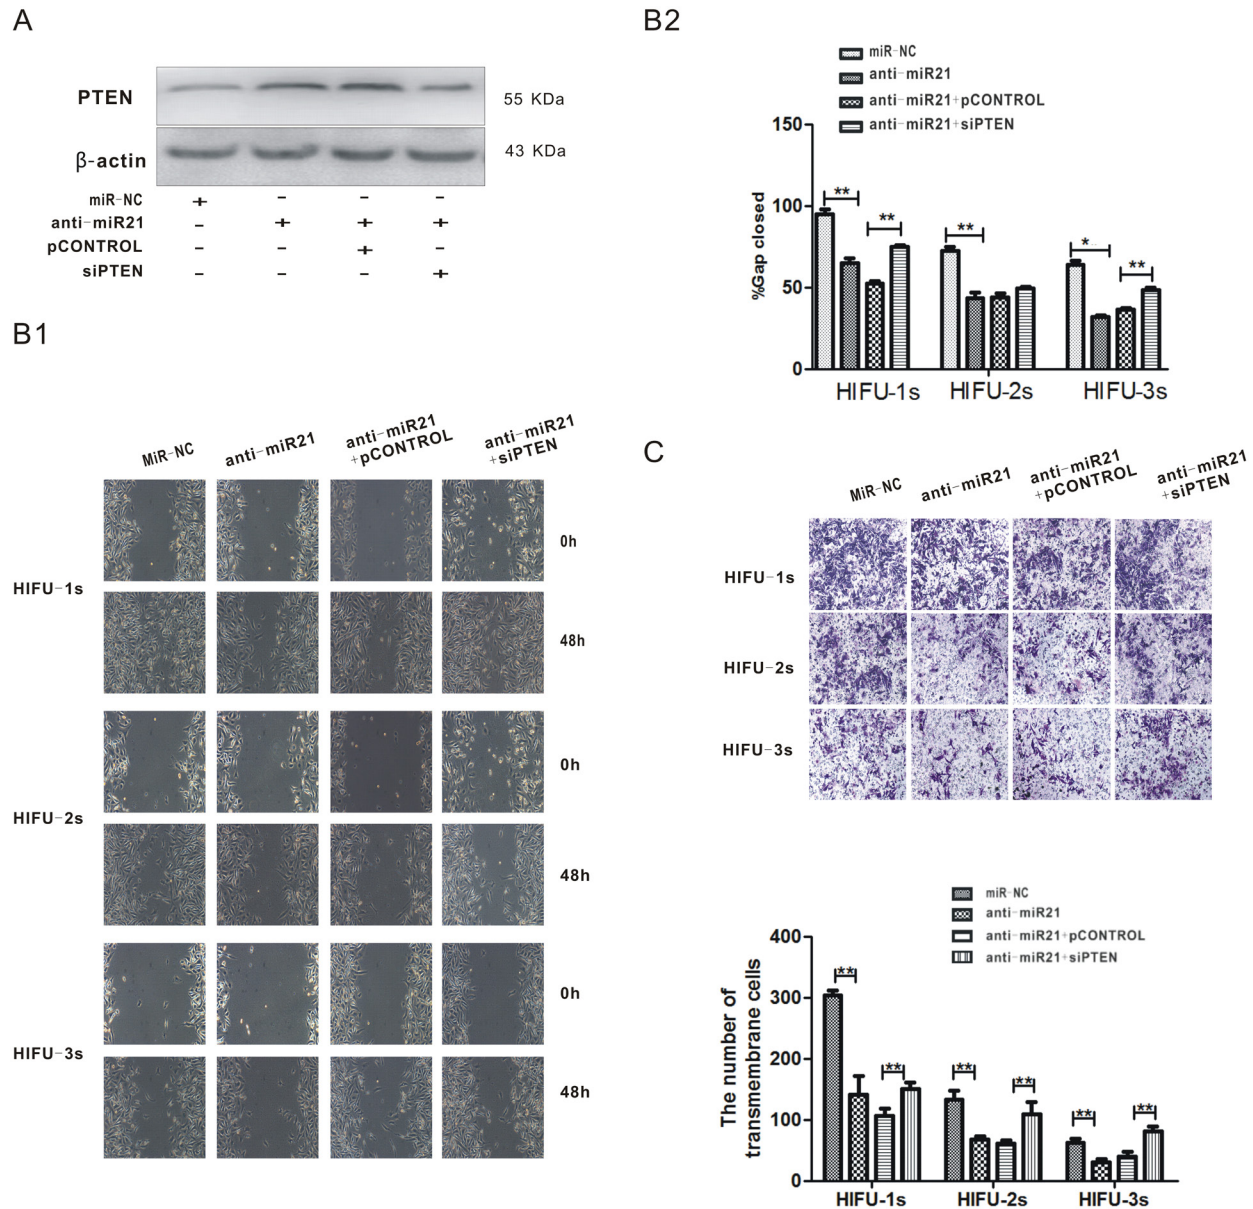 A
PTEN
55 KDa
β-actin
43 KDa
miR-NC + - - -
anti-miR21 - + + +
pCONTROL - - + -
siPTEN - - - +
B2
miR-NC
anti-miR21
anti-miR21+pCONTROL
anti-miR21+siPTEN
%Gap closed
150
100
50
0
** ** ** * **
HIFU-1s HIFU-2s HIFU-3s
B1
MiR-NC
anti-miR21
anti-miR21
+pCONTROL
anti-miR21
+siPTEN
HIFU-1s
0h
48h
HIFU-2s
0h
48h
HIFU-3s
0h
48h
C
MiR-NC
anti-miR21
anti-miR21
+pCONTROL
anti-miR21
+siPTEN
HIFU-1s
HIFU-2s
HIFU-3s
miR-NC
anti-miR21
anti-miR21+pCONTROL
anti-miR21+siPTEN
The number of
transmembrane cells
400
300
200
100
0
** ** ** ** ** **
HIFU-1s HIFU-2s HIFU-3s